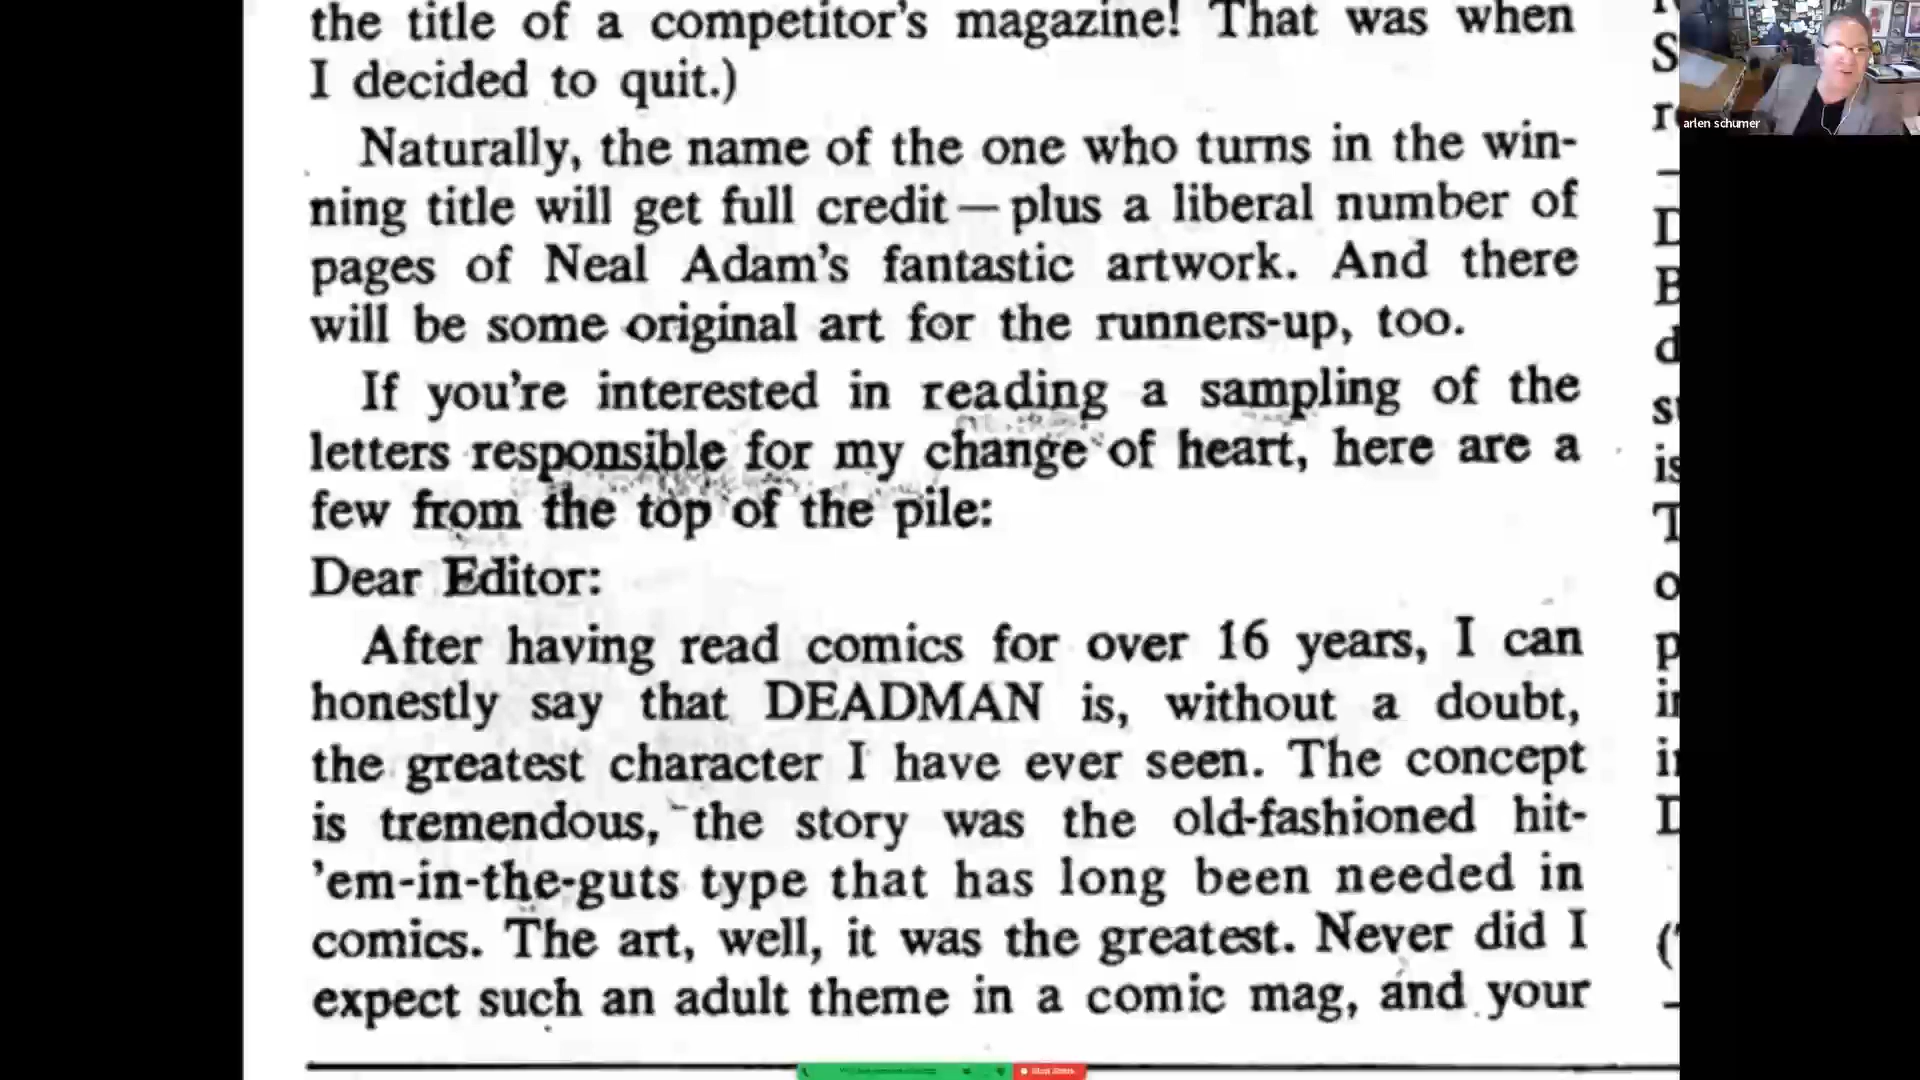 the title of a competitor's magazine! That was when
I decided to quit.)
Naturally, the name of the one who turns in the win-
ning title will get full credit—plus a liberal number of
pages of Neal Adam's fantastic artwork. And there
will be some original art for the runners-up, too.
If you're interested in reading a sampling of the
letters responsible for my change of heart, here are a
few from the top of the pile:
Dear Editor:
After having read comics for over 16 years, I can
honestly say that DEADMAN is, without a doubt,
the greatest character I have ever seen. The concept
is tremendous, the story was the old-fashioned hit-
'em-in-the-guts type that has long been needed in
comics. The art, well, it was the greatest. Never did I
expect such an adult theme in a comic mag, and your
arlen schumer